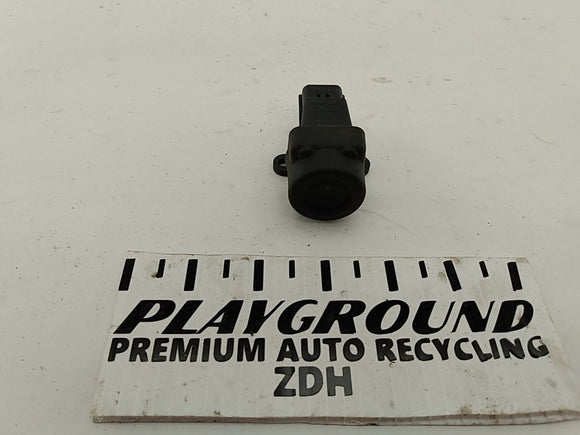 PLAYGROUND
PREMIUM AUTO RECYCLING
ZDH